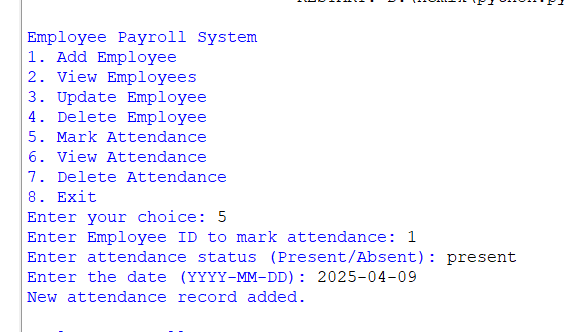 Employee Payroll System
1. Add Employee
2. View Employees
3. Update Employee
4. Delete Employee
5. Mark Attendance
6. View Attendance
7. Delete Attendance
8. Exit
Enter your choice: 5
Enter Employee ID to mark attendance: 1
Enter attendance status (Present/Absent): present
Enter the date (YYYY-MM-DD): 2025-04-09
New attendance record added.